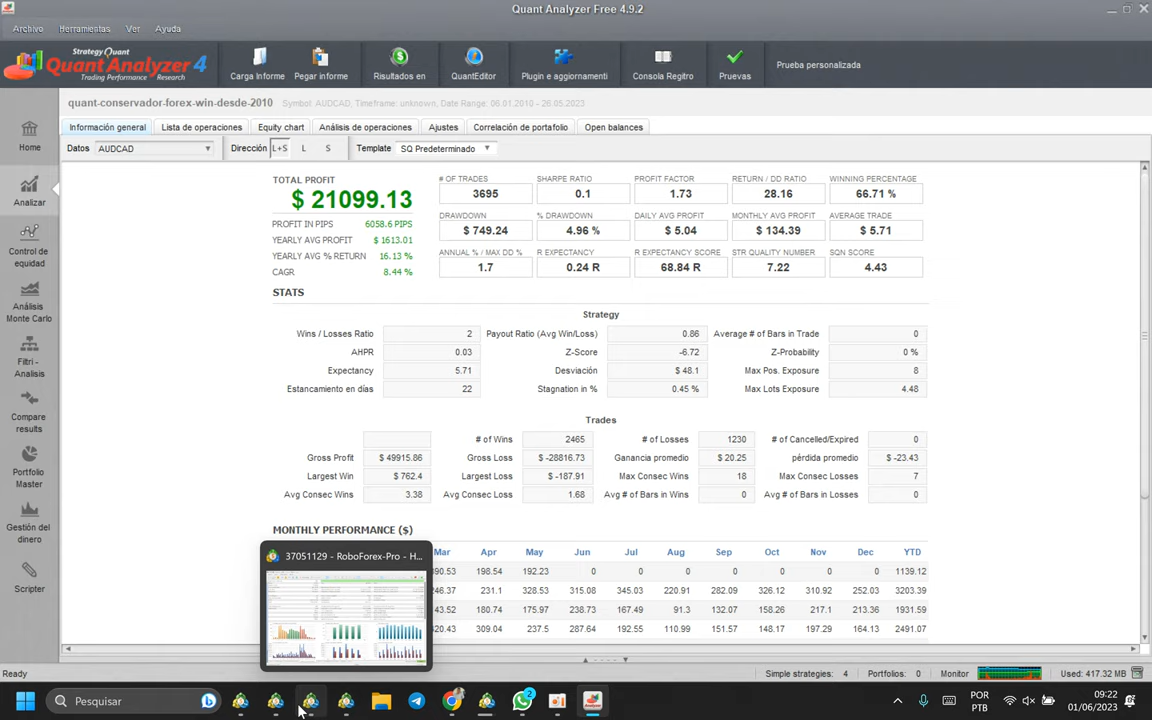 Quant Analyzer Free 4.9.2
Archivo Herramientas Ver Ayuda
Strategy Quant
Quant Analyzer 4
Trading Performance Research
Carga Informe
Pegar informe
Risultados en
QuantEditor
Plugin e aggiornamenti
Consola Regitro
Pruevas
Prueba personalizada
quant-conservador-forex-win-desde-2010 Symbol: AUDCAD, Timeframe: unknown, Date Range: 06.01.2010 - 26.05.2023
Información general Lista de operaciones Equity chart Análisis de operaciones Ajustes Correlación de portafolio Open balances
Datos AUDCAD Dirección L+S L S Template SQ Predeterminado
Home
Analizar
Control de
equidad
Análisis
Monte Carlo
Filtri -
Analisis
Compare
results
Portfolio
Master
Gestión del
dinero
Scripter
TOTAL PROFIT
$ 21099.13
PROFIT IN PIPS 6058.6 PIPS
YEARLY AVG PROFIT $ 1613.01
YEARLY AVG % RETURN 16.13 %
CAGR 8.44 %
# OF TRADES SHARPE RATIO PROFIT FACTOR RETURN / DD RATIO WINNING PERCENTAGE
3695 0.1 1.73 28.16 66.71 %
DRAWDOWN % DRAWDOWN DAILY AVG PROFIT MONTHLY AVG PROFIT AVERAGE TRADE
$ 749.24 4.96 % $ 5.04 $ 134.39 $ 5.71
ANNUAL % / MAX DD % R EXPECTANCY R EXPECTANCY SCORE STR QUALITY NUMBER SQN SCORE
1.7 0.24 R 68.84 R 7.22 4.43
STATS
Strategy
Wins / Losses Ratio 2 Payout Ratio (Avg Win/Loss) 0.86 Average # of Bars in Trade 0
AHPR 0.03 Z-Score -6.72 Z-Probability 0 %
Expectancy 5.71 Desviación $ 48.1 Max Pos. Exposure 8
Estancamiento en días 22 Stagnation in % 0.45 % Max Lots Exposure 4.48
Trades
# of Wins 2465 # of Losses 1230 # of Cancelled/Expired 0
Gross Profit $ 49915.86 Gross Loss $ -28816.73 Ganancia promedio $ 20.25 pérdida promedio $ -23.43
Largest Win $ 762.4 Largest Loss $ -187.91 Max Consec Wins 18 Max Consec Losses 7
Avg Consec Wins 3.38 Avg Consec Loss 1.68 Avg # of Bars in Wins 0 Avg # of Bars in Losses 0
MONTHLY PERFORMANCE ($)
Mar Apr May Jun Jul Aug Sep Oct Nov Dec YTD
198.54 192.23 0 0 0 0 0 0 0 1139.12
231.1 328.53 315.08 345.03 220.91 282.09 326.12 310.92 252.03 3203.39
180.74 175.97 238.73 167.49 91.3 132.07 158.26 217.1 213.36 1931.59
309.04 237.5 287.64 192.55 110.99 151.57 148.17 197.29 164.13 2491.07
37051129 - RoboForex-Pro - H...
Ready Simple strategies: 4 Portfolios: 0 Monitor Used: 417.32 MB
Pesquisar
2
POR
PTB
09:22
01/06/2023